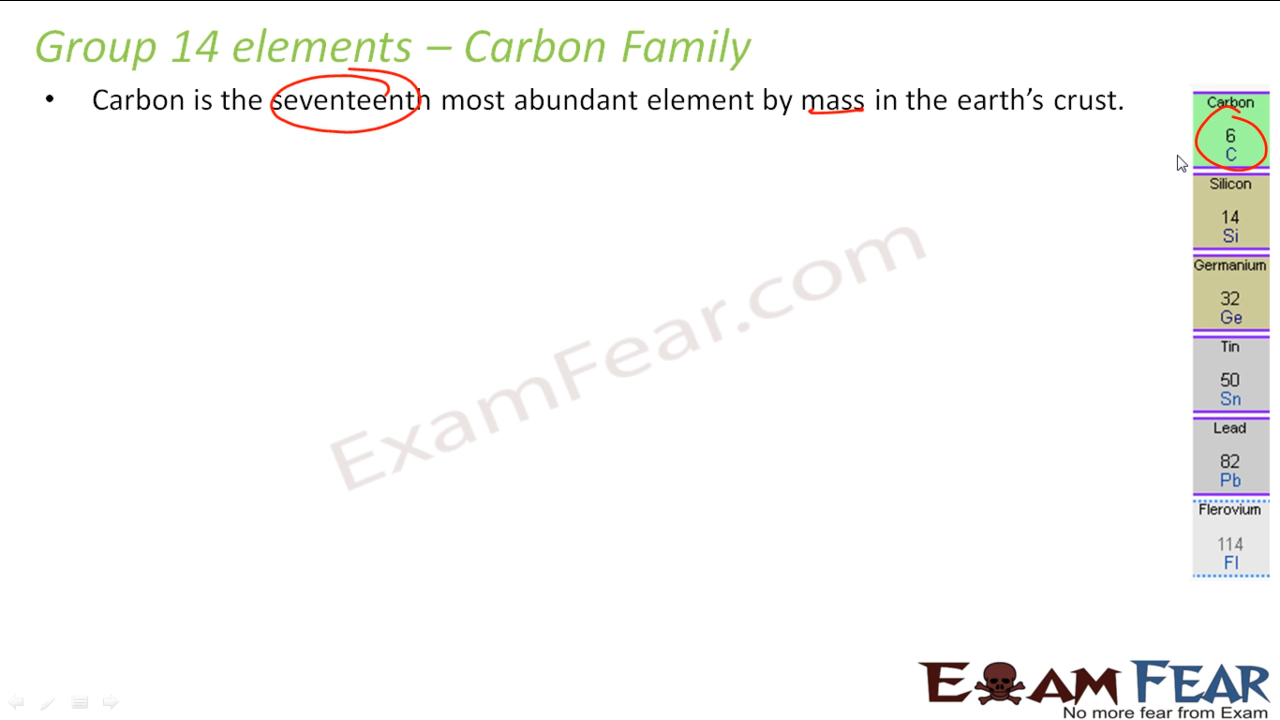 Group 14 elements – Carbon Family
• Carbon is the seventeenth most abundant element by mass in the earth's crust.
Carbon
6
C
Silicon
14
Si
Germanium
32
Ge
Tin
50
Sn
Lead
82
Pb
Flerovium
114
Fl
ExamFear.com
EXAM FEAR
No more fear from Exam